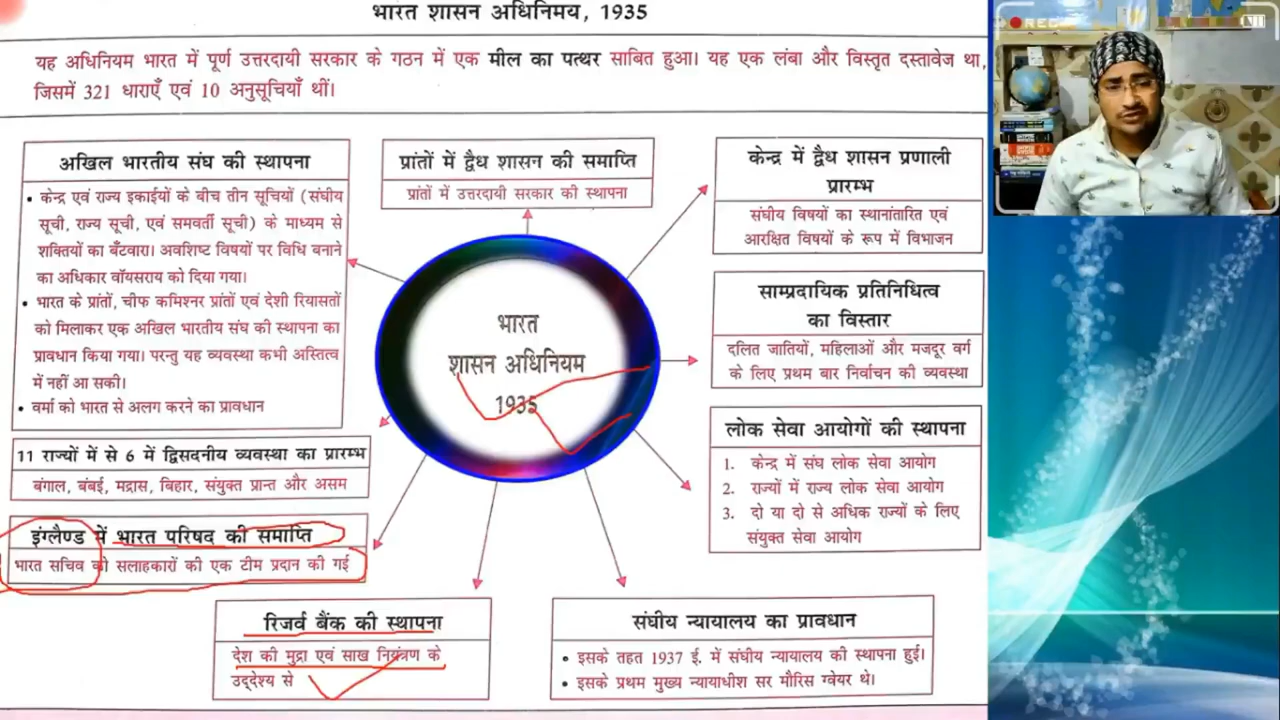 भारत शासन अधिनिमय, 1935
REC
यह अधिनियम भारत में पूर्ण उत्तरदायी सरकार के गठन में एक मील का पत्थर साबित हुआ। यह एक लंबा और विस्तृत दस्तावेज था,
जिसमें 321 धाराएँ एवं 10 अनुसूचियाँ थीं।
अखिल भारतीय संघ की स्थापना
• केन्द्र एवं राज्य इकाईयों के बीच तीन सूचियों (संघीय
सूची, राज्य सूची, एवं समवर्ती सूची) के माध्यम से
शक्तियों का बँटवारा। अवशिष्ट विषयों पर विधि बनाने
का अधिकार वॉयसराय को दिया गया।
• भारत के प्रांतों, चीफ कमिश्नर प्रांतों एवं देशी रियासतों
को मिलाकर एक अखिल भारतीय संघ की स्थापना का
प्रावधान किया गया। परन्तु यह व्यवस्था कभी अस्तित्व
में नहीं आ सकी।
• वर्मा को भारत से अलग करने का प्रावधान
प्रांतों में द्वैध शासन की समाप्ति
प्रांतों में उत्तरदायी सरकार की स्थापना
केन्द्र में द्वैध शासन प्रणाली
प्रारम्भ
संघीय विषयों का स्थानांतारित एवं
आरक्षित विषयों के रूप में विभाजन
साम्प्रदायिक प्रतिनिधित्व
का विस्तार
दलित जातियों, महिलाओं और मजदूर वर्ग
के लिए प्रथम बार निर्वाचन की व्यवस्था
भारत
शासन अधिनियम
1935
लोक सेवा आयोगों की स्थापना
1. केन्द्र में संघ लोक सेवा आयोग
2. राज्यों में राज्य लोक सेवा आयोग
3. दो या दो से अधिक राज्यों के लिए
संयुक्त सेवा आयोग
11 राज्यों में से 6 में द्विसदनीय व्यवस्था का प्रारम्भ
बंगाल, बंबई, मद्रास, बिहार, संयुक्त प्रान्त और असम
इंग्लैण्ड में भारत परिषद की समाप्ति
भारत सचिव को सलाहकारों की एक टीम प्रदान की गई
रिजर्व बैंक की स्थापना
देश की मुद्रा एवं साख नियंत्रण के
उद्देश्य से
संघीय न्यायालय का प्रावधान
• इसके तहत 1937 ई. में संघीय न्यायालय की स्थापना हुई।
• इसके प्रथम मुख्य न्यायाधीश सर मौरिस ग्वेयर थे।